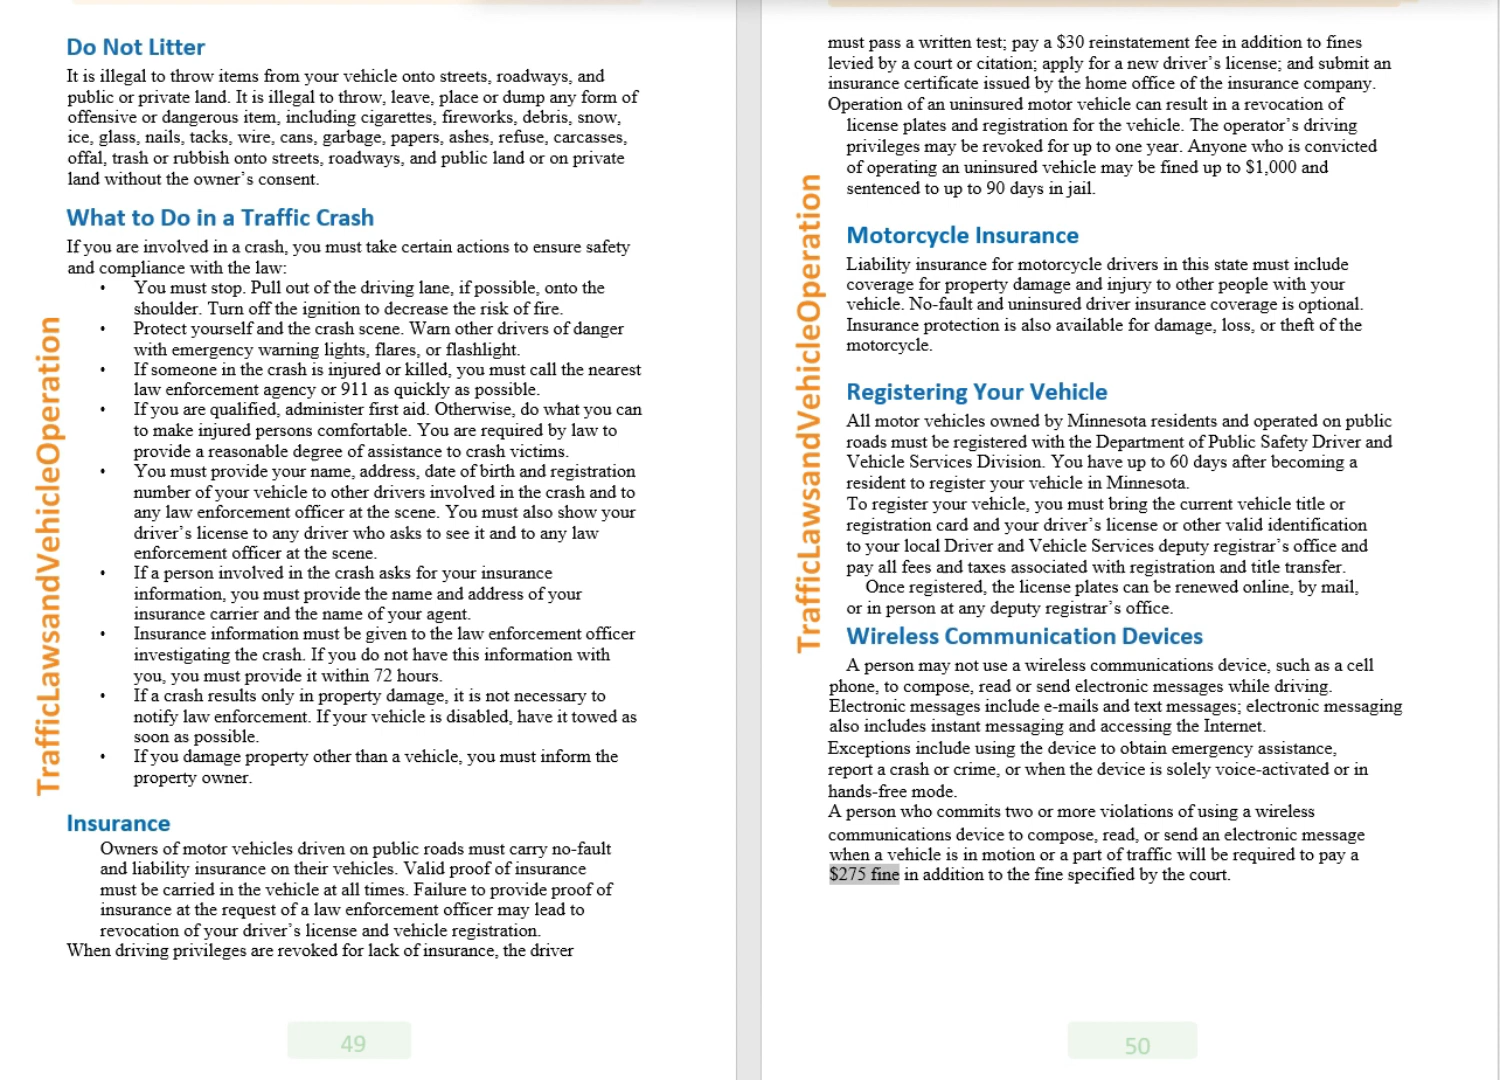 Do Not Litter
It is illegal to throw items from your vehicle onto streets, roadways, and
public or private land. It is illegal to throw, leave, place or dump any form of
offensive or dangerous item, including cigarettes, fireworks, debris, snow,
ice, glass, nails, tacks, wire, cans, garbage, papers, ashes, refuse, carcasses,
offal, trash or rubbish onto streets, roadways, and public land or on private
land without the owner's consent.
What to Do in a Traffic Crash
If you are involved in a crash, you must take certain actions to ensure safety
and compliance with the law:
• You must stop. Pull out of the driving lane, if possible, onto the
shoulder. Turn off the ignition to decrease the risk of fire.
• Protect yourself and the crash scene. Warn other drivers of danger
with emergency warning lights, flares, or flashlight.
• If someone in the crash is injured or killed, you must call the nearest
law enforcement agency or 911 as quickly as possible.
• If you are qualified, administer first aid. Otherwise, do what you can
to make injured persons comfortable. You are required by law to
provide a reasonable degree of assistance to crash victims.
• You must provide your name, address, date of birth and registration
number of your vehicle to other drivers involved in the crash and to
any law enforcement officer at the scene. You must also show your
driver's license to any driver who asks to see it and to any law
enforcement officer at the scene.
• If a person involved in the crash asks for your insurance
information, you must provide the name and address of your
insurance carrier and the name of your agent.
• Insurance information must be given to the law enforcement officer
investigating the crash. If you do not have this information with
you, you must provide it within 72 hours.
• If a crash results only in property damage, it is not necessary to
notify law enforcement. If your vehicle is disabled, have it towed as
soon as possible.
• If you damage property other than a vehicle, you must inform the
property owner.
Insurance
Owners of motor vehicles driven on public roads must carry no-fault
and liability insurance on their vehicles. Valid proof of insurance
must be carried in the vehicle at all times. Failure to provide proof of
insurance at the request of a law enforcement officer may lead to
revocation of your driver's license and vehicle registration.
When driving privileges are revoked for lack of insurance, the driver
TrafficLawsandVehicleOperation
49
must pass a written test; pay a $30 reinstatement fee in addition to fines
levied by a court or citation; apply for a new driver's license; and submit an
insurance certificate issued by the home office of the insurance company.
Operation of an uninsured motor vehicle can result in a revocation of
license plates and registration for the vehicle. The operator's driving
privileges may be revoked for up to one year. Anyone who is convicted
of operating an uninsured vehicle may be fined up to $1,000 and
sentenced to up to 90 days in jail.
Motorcycle Insurance
Liability insurance for motorcycle drivers in this state must include
coverage for property damage and injury to other people with your
vehicle. No-fault and uninsured driver insurance coverage is optional.
Insurance protection is also available for damage, loss, or theft of the
motorcycle.
Registering Your Vehicle
All motor vehicles owned by Minnesota residents and operated on public
roads must be registered with the Department of Public Safety Driver and
Vehicle Services Division. You have up to 60 days after becoming a
resident to register your vehicle in Minnesota.
To register your vehicle, you must bring the current vehicle title or
registration card and your driver's license or other valid identification
to your local Driver and Vehicle Services deputy registrar's office and
pay all fees and taxes associated with registration and title transfer.
Once registered, the license plates can be renewed online, by mail,
or in person at any deputy registrar's office.
Wireless Communication Devices
A person may not use a wireless communications device, such as a cell
phone, to compose, read or send electronic messages while driving.
Electronic messages include e-mails and text messages; electronic messaging
also includes instant messaging and accessing the Internet.
Exceptions include using the device to obtain emergency assistance,
report a crash or crime, or when the device is solely voice-activated or in
hands-free mode.
A person who commits two or more violations of using a wireless
communications device to compose, read, or send an electronic message
when a vehicle is in motion or a part of traffic will be required to pay a
$275 fine in addition to the fine specified by the court.
TrafficLawsandVehicleOperation
50